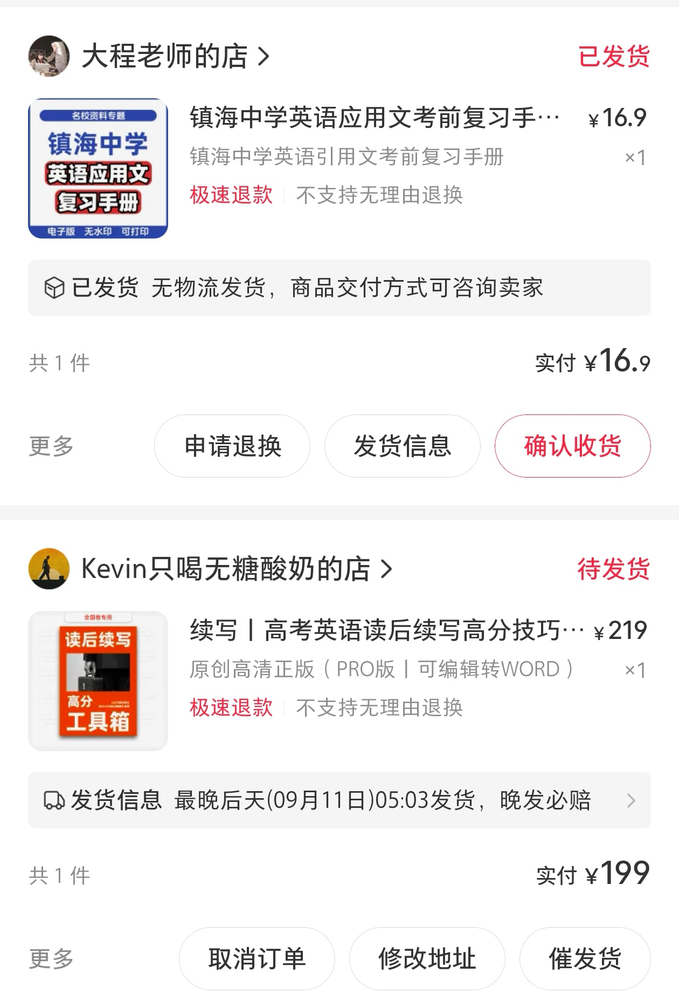 大程老师的店
已发货
名校资料专题
镇海中学
英语应用文
复习手册
电子版 无水印 可打印
镇海中学英语应用文考前复习手… ¥16.9
镇海中学英语引用文考前复习手册 ×1
极速退款 不支持无理由退换
已发货 无物流发货，商品交付方式可咨询卖家
共 1 件 实付 ¥16.9
更多 申请退换 发货信息 确认收货
Kevin只喝无糖酸奶的店
待发货
全国卷专用
读后续写
高分
工具箱
续写丨高考英语读后续写高分技巧… ¥219
原创高清正版（PRO版丨可编辑转WORD） ×1
极速退款 不支持无理由退换
发货信息 最晚后天(09月11日)05:03发货，晚发必赔
共 1 件 实付 ¥199
更多 取消订单 修改地址 催发货